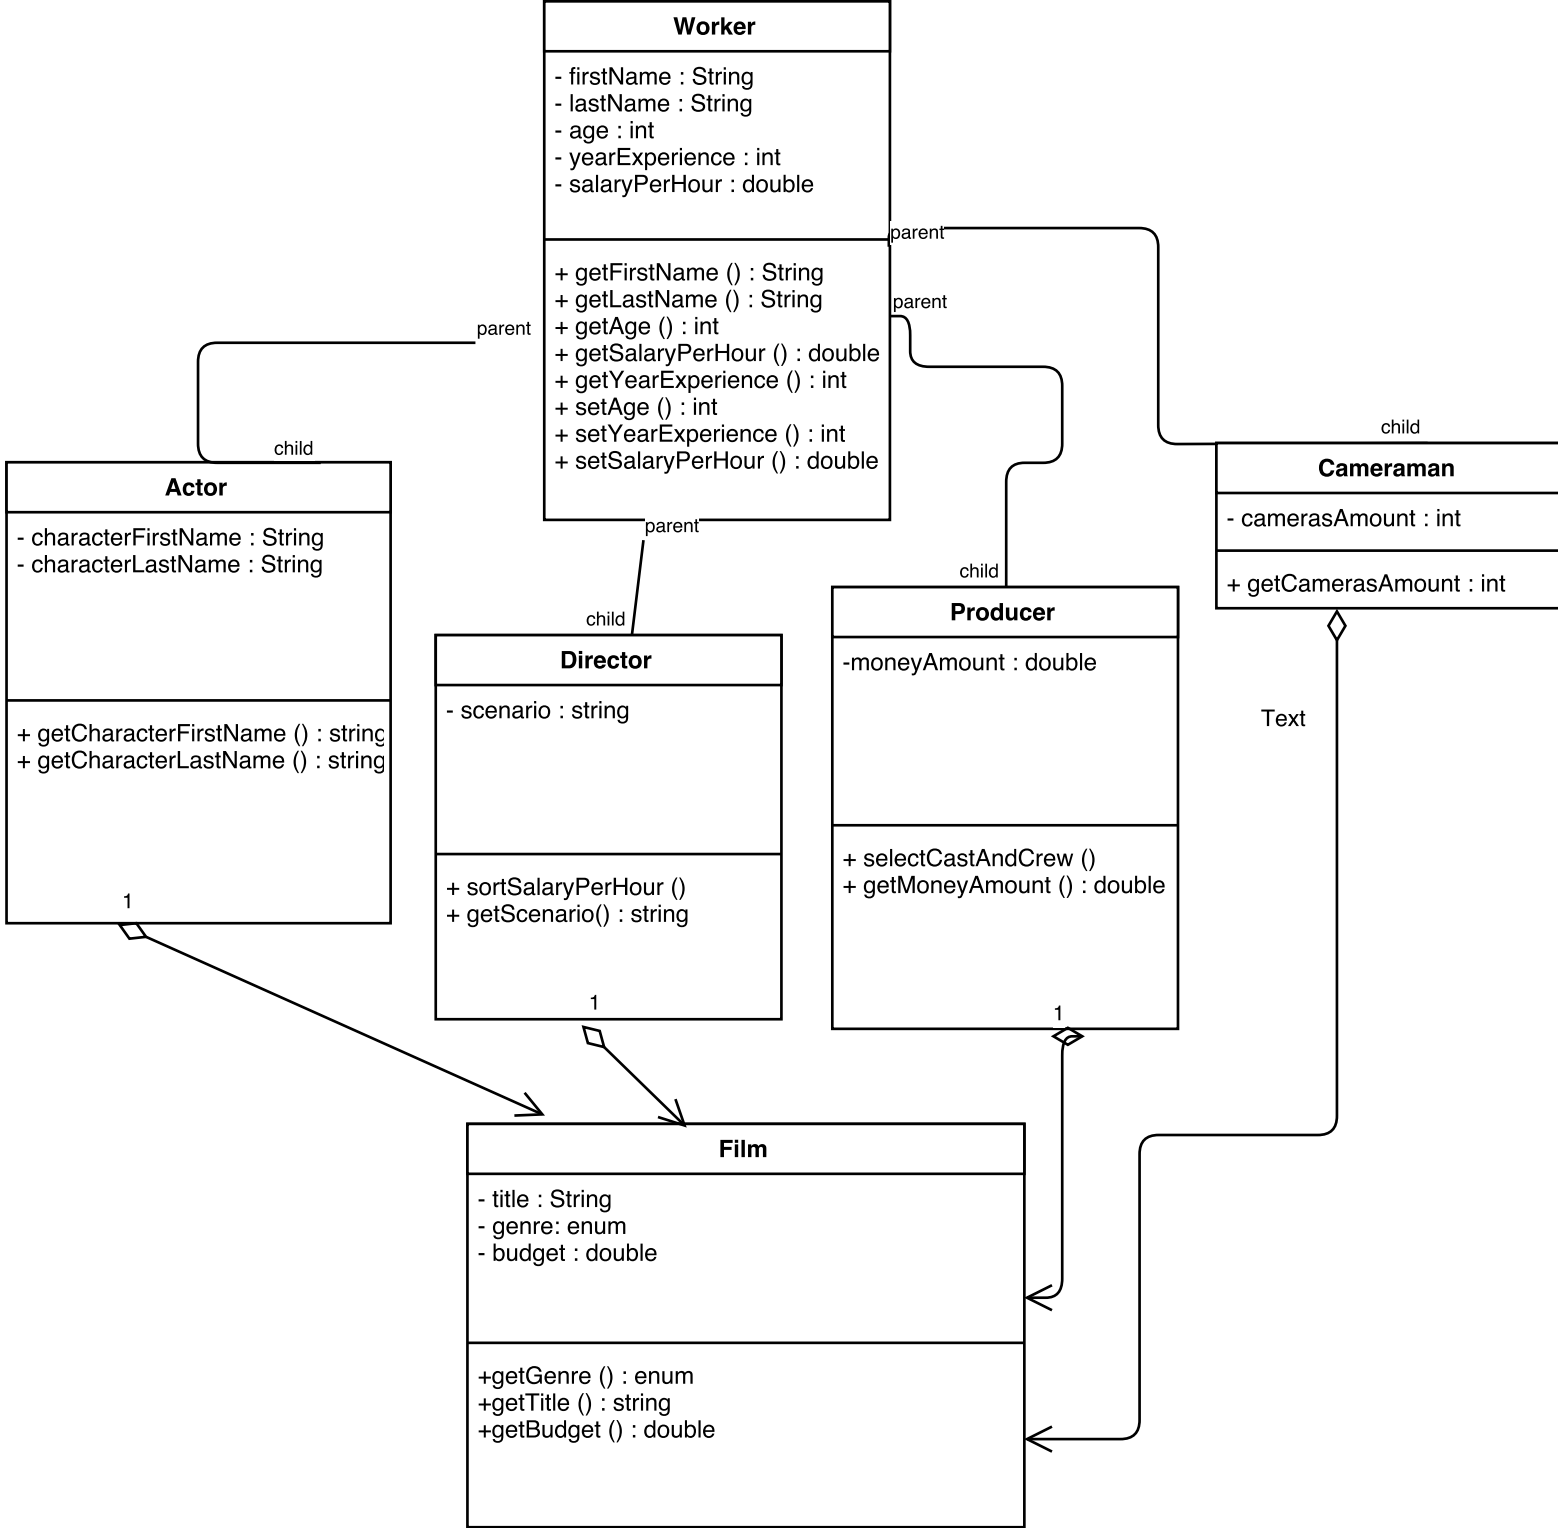 Worker
- firstName : String
- lastName : String
- age : int
- yearExperience : int
- salaryPerHour : double
+ getFirstName () : String
+ getLastName () : String
+ getAge () : int
+ getSalaryPerHour () : double
+ getYearExperience () : int
+ setAge () : int
+ setYearExperience () : int
+ setSalaryPerHour () : double
parent
parent
parent
parent
child
child
child
child
Actor
- characterFirstName : String
- characterLastName : String
+ getCharacterFirstName () : string
+ getCharacterLastName () : string
1
Director
- scenario : string
+ sortSalaryPerHour ()
+ getScenario() : string
1
Producer
-moneyAmount : double
+ selectCastAndCrew ()
+ getMoneyAmount () : double
1
Cameraman
- camerasAmount : int
+ getCamerasAmount : int
Text
Film
- title : String
- genre: enum
- budget : double
+getGenre () : enum
+getTitle () : string
+getBudget () : double